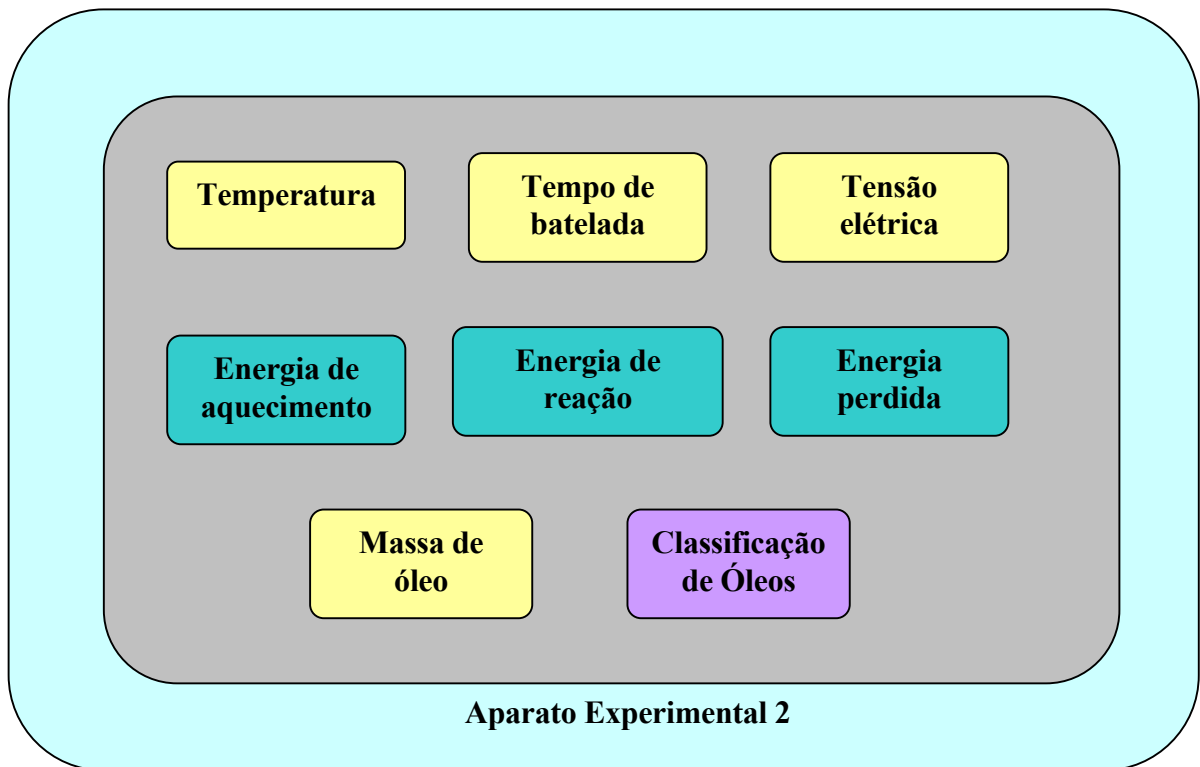 Temperatura
Tempo de
batelada
Tensão
elétrica
Energia de
aquecimento
Energia de
reação
Energia
perdida
Massa de
óleo
Classificação
de Óleos
Aparato Experimental 2